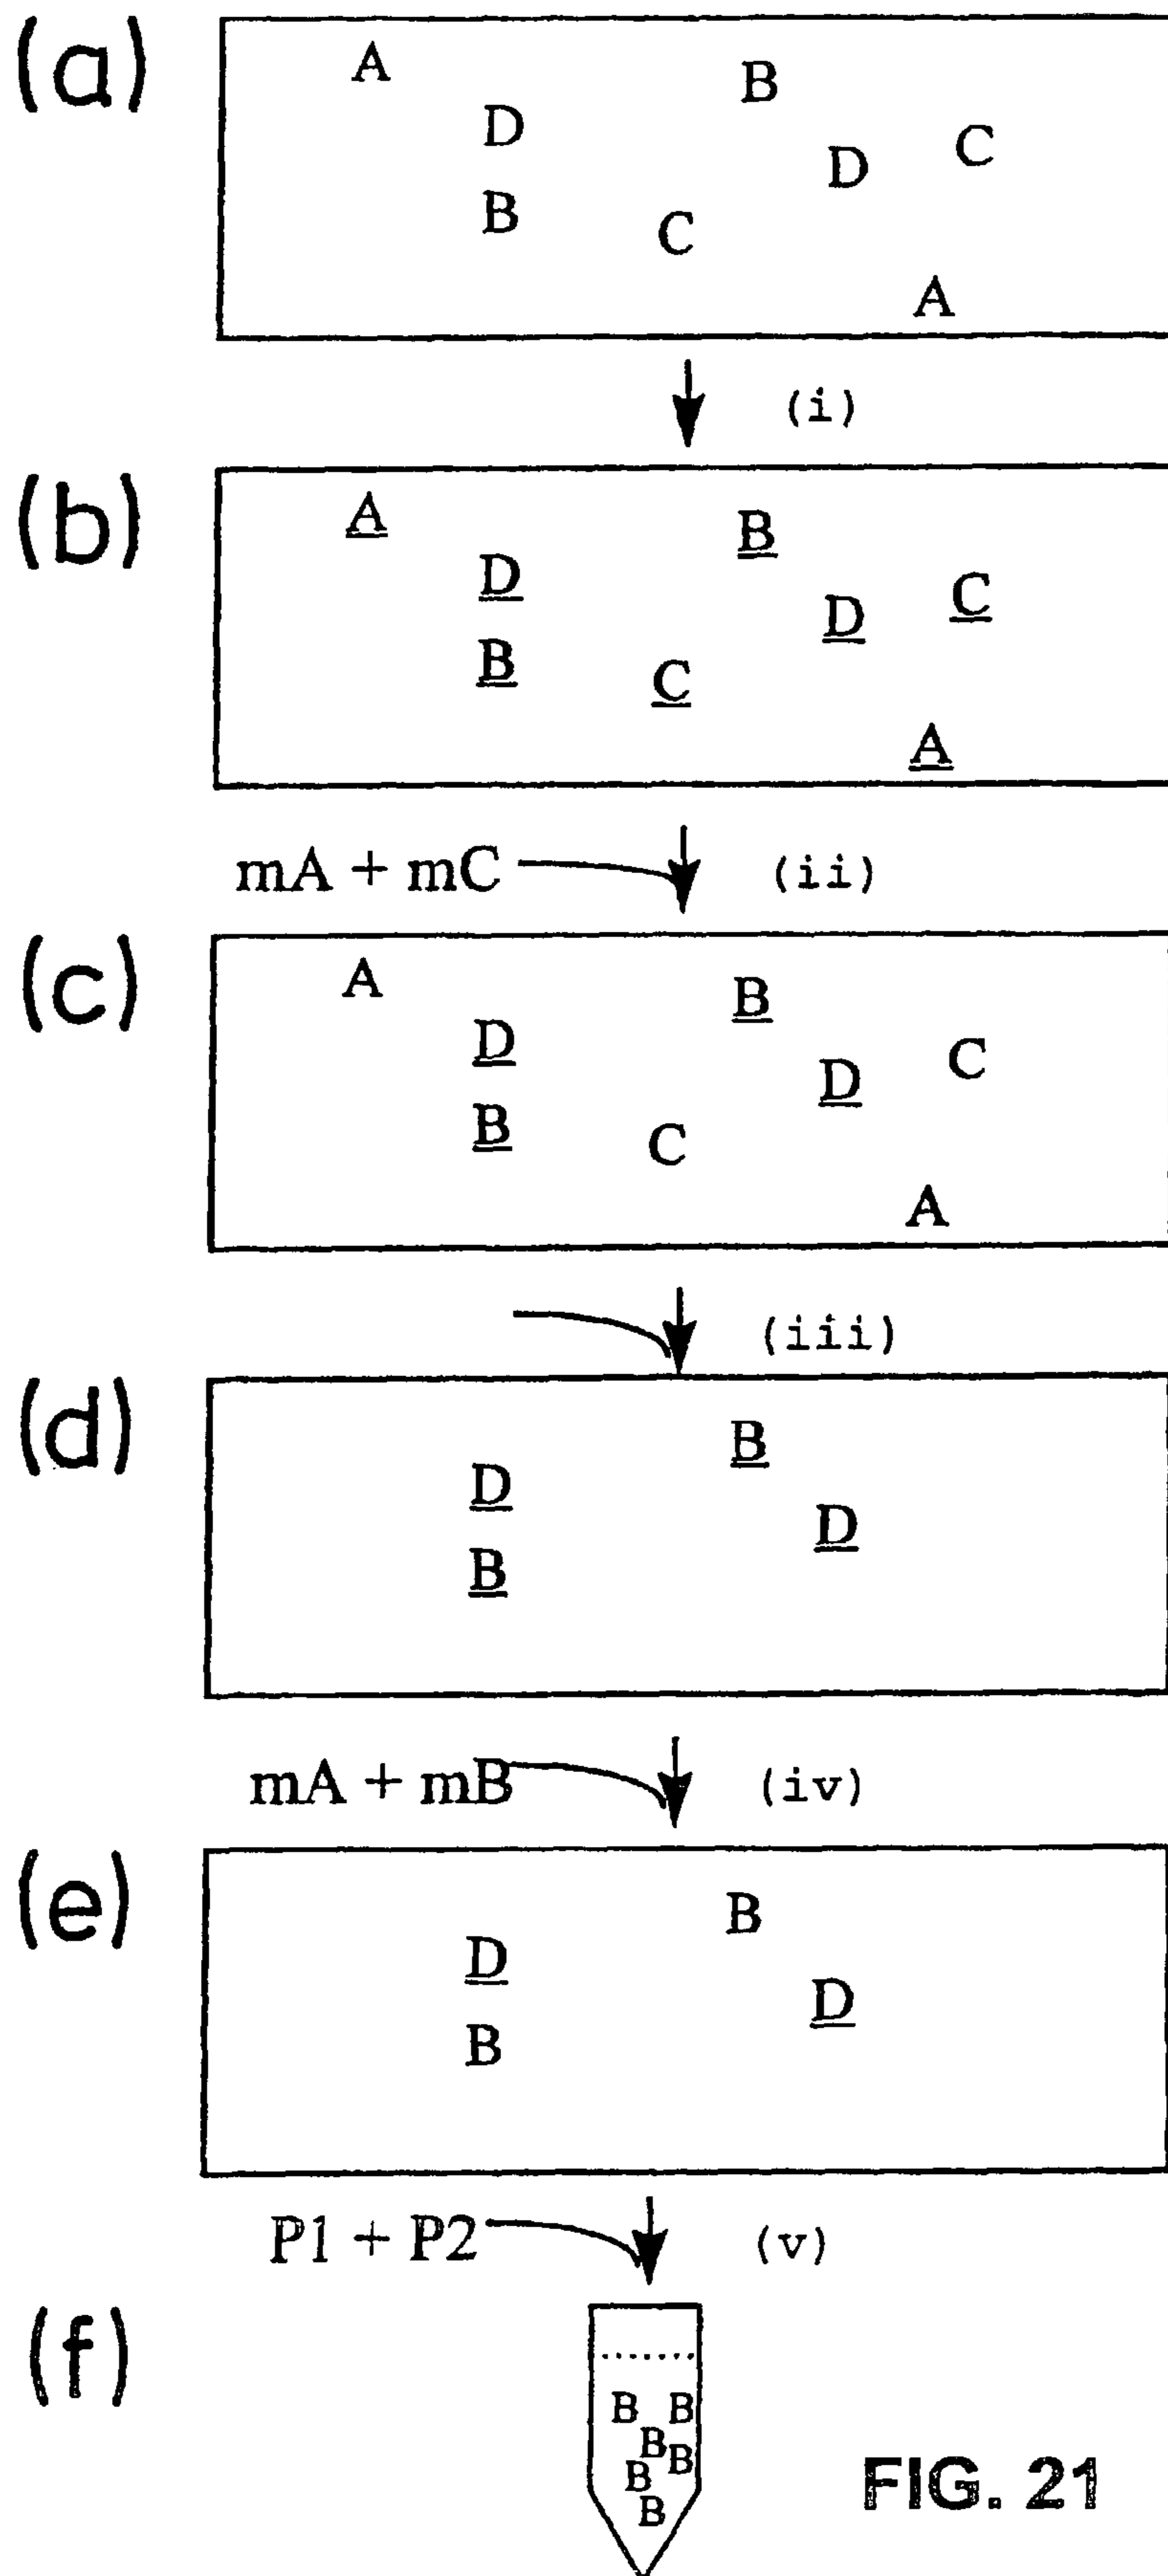 (a)
A
B
D
C
D
B
C
A
(i)
(b)
A
B
D
C
D
B
C
A
mA + mC (ii)
(c)
A
B
D
C
D
B
C
A
(iii)
(d)
B
D
D
B
mA + mB (iv)
(e)
B
D
D
B
P1 + P2 (v)
(f)
B B
B
B
B
B
FIG. 21